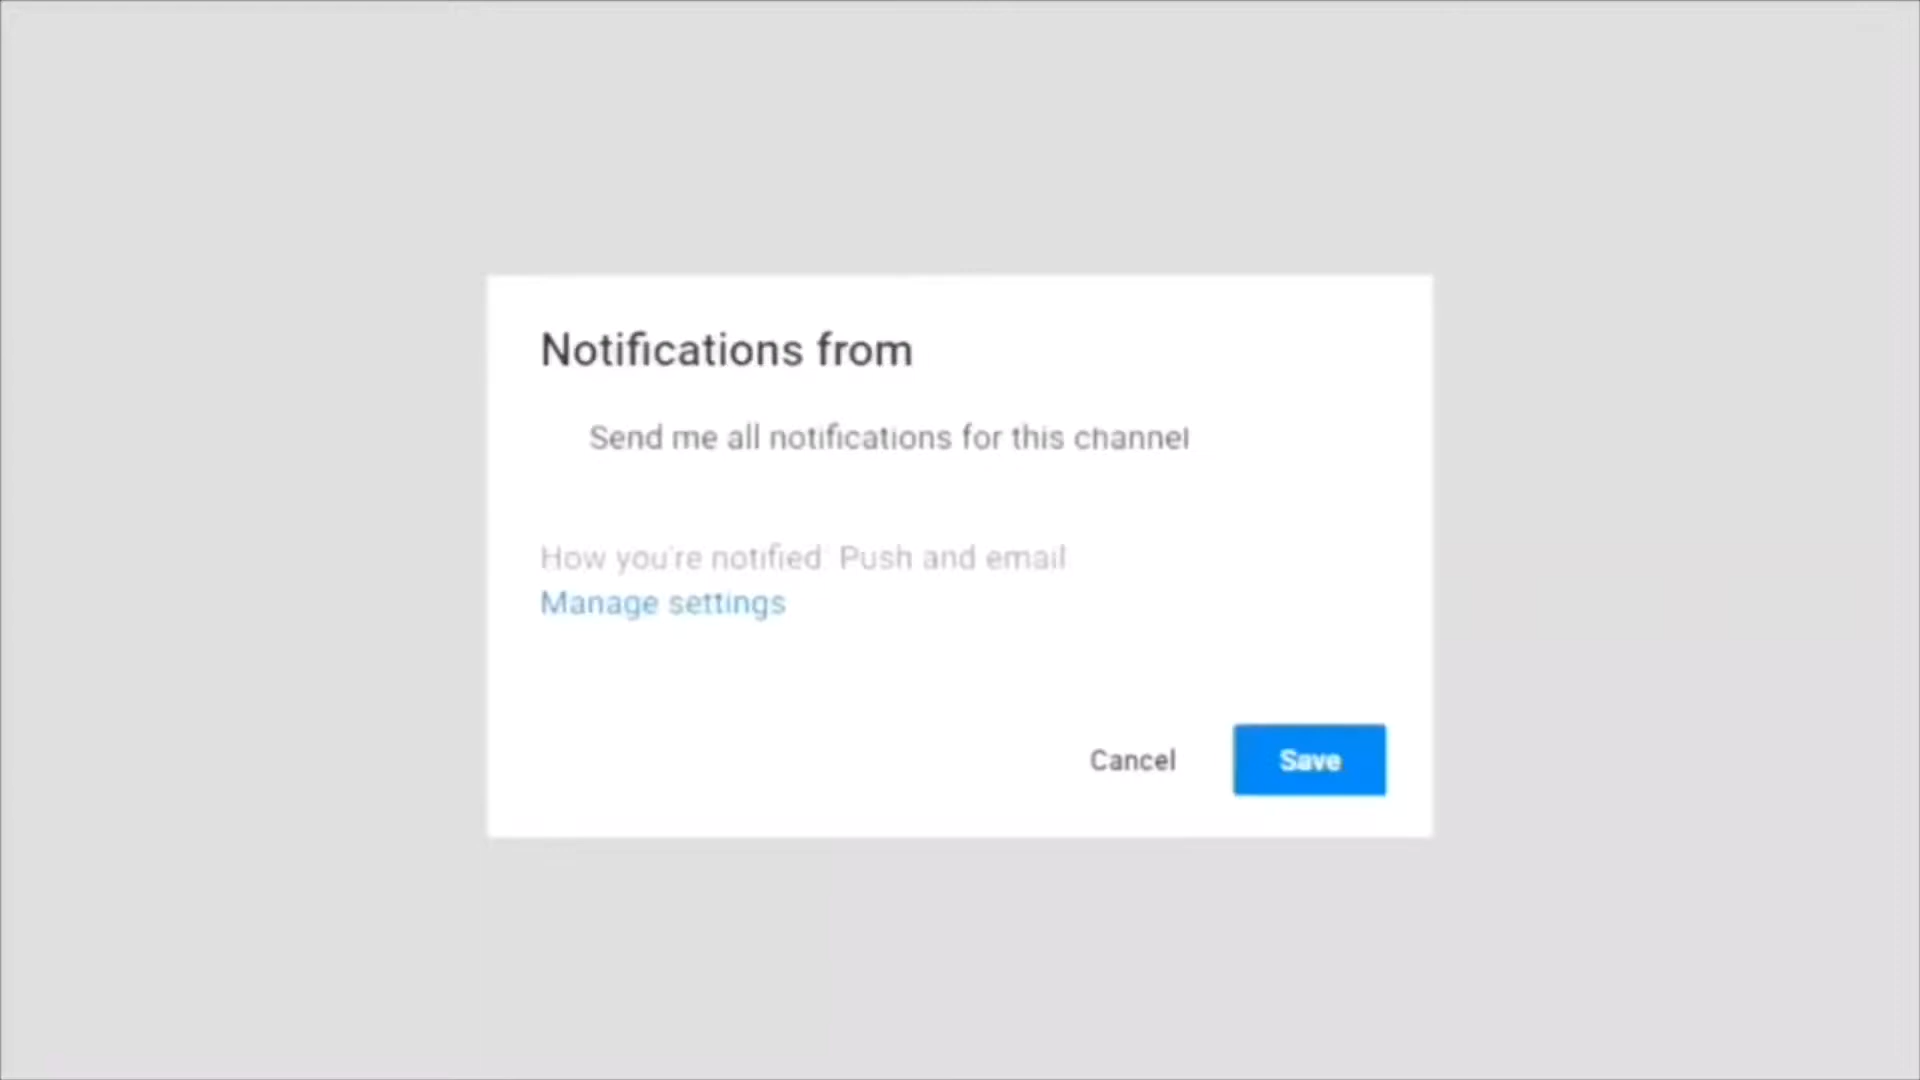 Notifications from
Send me all notifications for this channel
How you're notified: Push and email
Manage settings
Cancel
Save